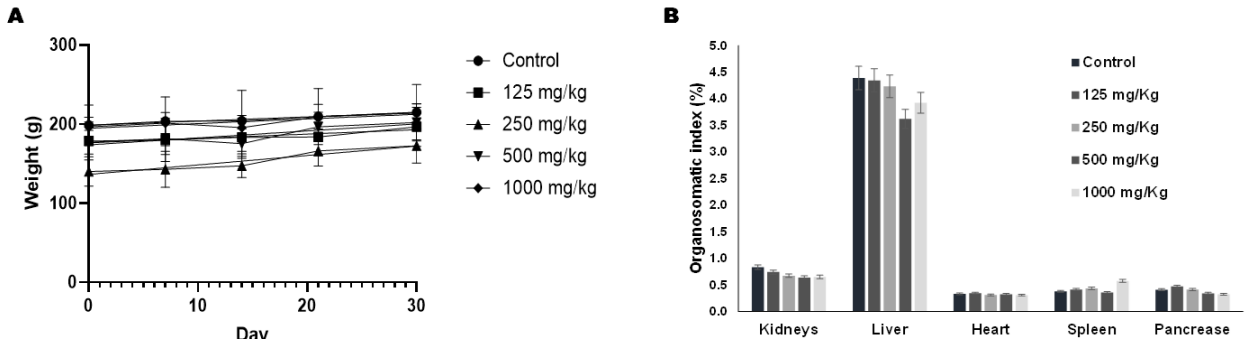 A
300
200
100
0
Weight (g)
0 10 20 30
Day
Control
125 mg/kg
250 mg/kg
500 mg/kg
1000 mg/kg
B
5.0
4.5
4.0
3.5
3.0
2.5
2.0
1.5
1.0
0.5
0.0
Organosomatic index (%)
Kidneys Liver Heart Spleen Pancrease
Control
125 mg/Kg
250 mg/Kg
500 mg/Kg
1000 mg/Kg